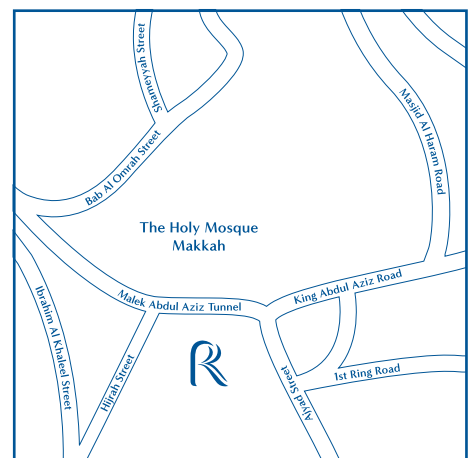 Shameyyah Street
Bab Al Omrah Street
Masjid Al Haram Road
The Holy Mosque
Makkah
Malek Abdul Aziz Tunnel
King Abdul Aziz Road
Ibrahim Al Khaleel Street
Hijrah Street
R
Ajyad Street
1st Ring Road